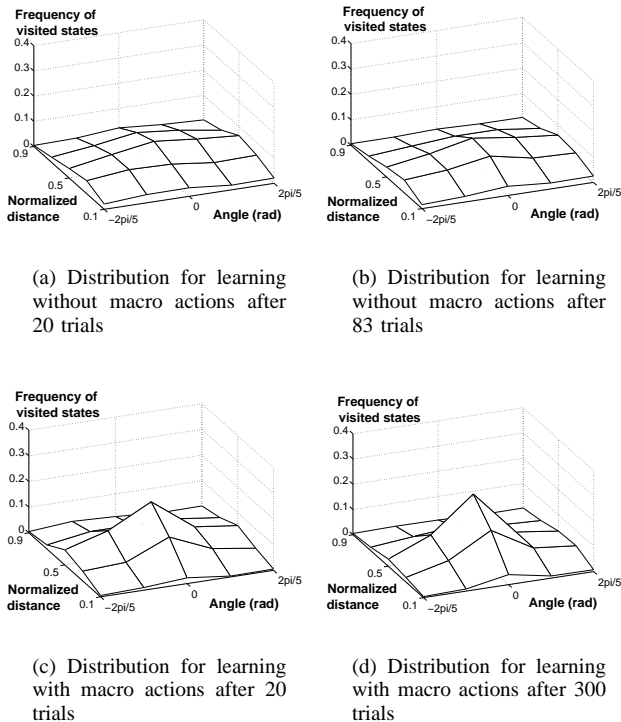 Frequency of
visited states
0.4
0.3
0.2
0.1
0
0.9
0.5
0.1
Normalized
distance
−2pi/5
0
2pi/5
Angle (rad)
(a) Distribution for learning
without macro actions after
20 trials
Frequency of
visited states
0.4
0.3
0.2
0.1
0
0.9
0.5
0.1
Normalized
distance
−2pi/5
0
2pi/5
Angle (rad)
(b) Distribution for learning
without macro actions after
83 trials
Frequency of
visited states
0.4
0.3
0.2
0.1
0
0.9
0.5
0.1
Normalized
distance
−2pi/5
0
2pi/5
Angle (rad)
(c) Distribution for learning
with macro actions after 20
trials
Frequency of
visited states
0.4
0.3
0.2
0.1
0
0.9
0.5
0.1
Normalized
distance
−2pi/5
0
2pi/5
Angle (rad)
(d) Distribution for learning
with macro actions after 300
trials